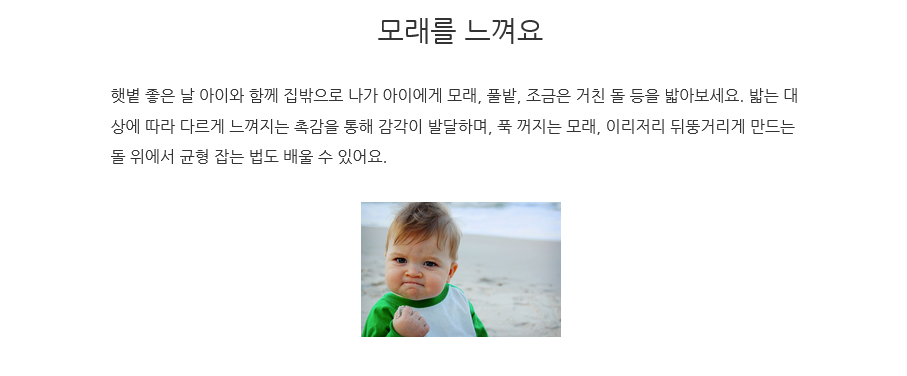 모래를 느껴요
햇볕 좋은 날 아이와 함께 집밖으로 나가 아이에게 모래, 풀밭, 조금은 거친 돌 등을 밟아보세요. 밟는 대
상에 따라 다르게 느껴지는 촉감을 통해 감각이 발달하며, 푹 꺼지는 모래, 이리저리 뒤뚱거리게 만드는
돌 위에서 균형 잡는 법도 배울 수 있어요.